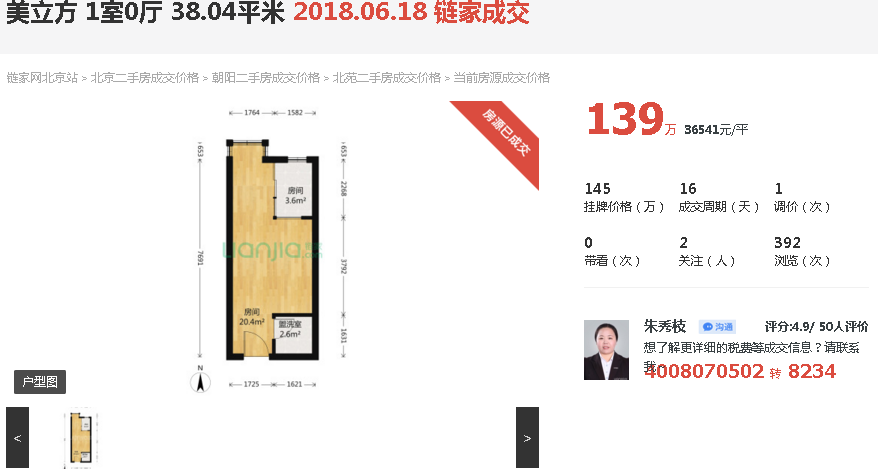 美立方 1室0厅 38.04平米 2018.06.18 链家成交
链家网北京站 > 北京二手房成交价格 > 朝阳二手房成交价格 > 北苑二手房成交价格 > 当前房源成交价格
139万 36541元/平
房源已成交
1764 1582
653 653
房间
3.6m²
2268
lianjia.
7691
3792
房间
20.4m²
盥洗室
2.6m²
1631
N
1725 1621
户型图
145 16 1
挂牌价格（万） 成交周期（天） 调价（次）
0 2 392
带看（次） 关注（人） 浏览（次）
朱秀枝 沟通 评分:4.9/ 50人评价
想了解更详细的税费等成交信息？请联系
我
4008070502 转 8234
< >